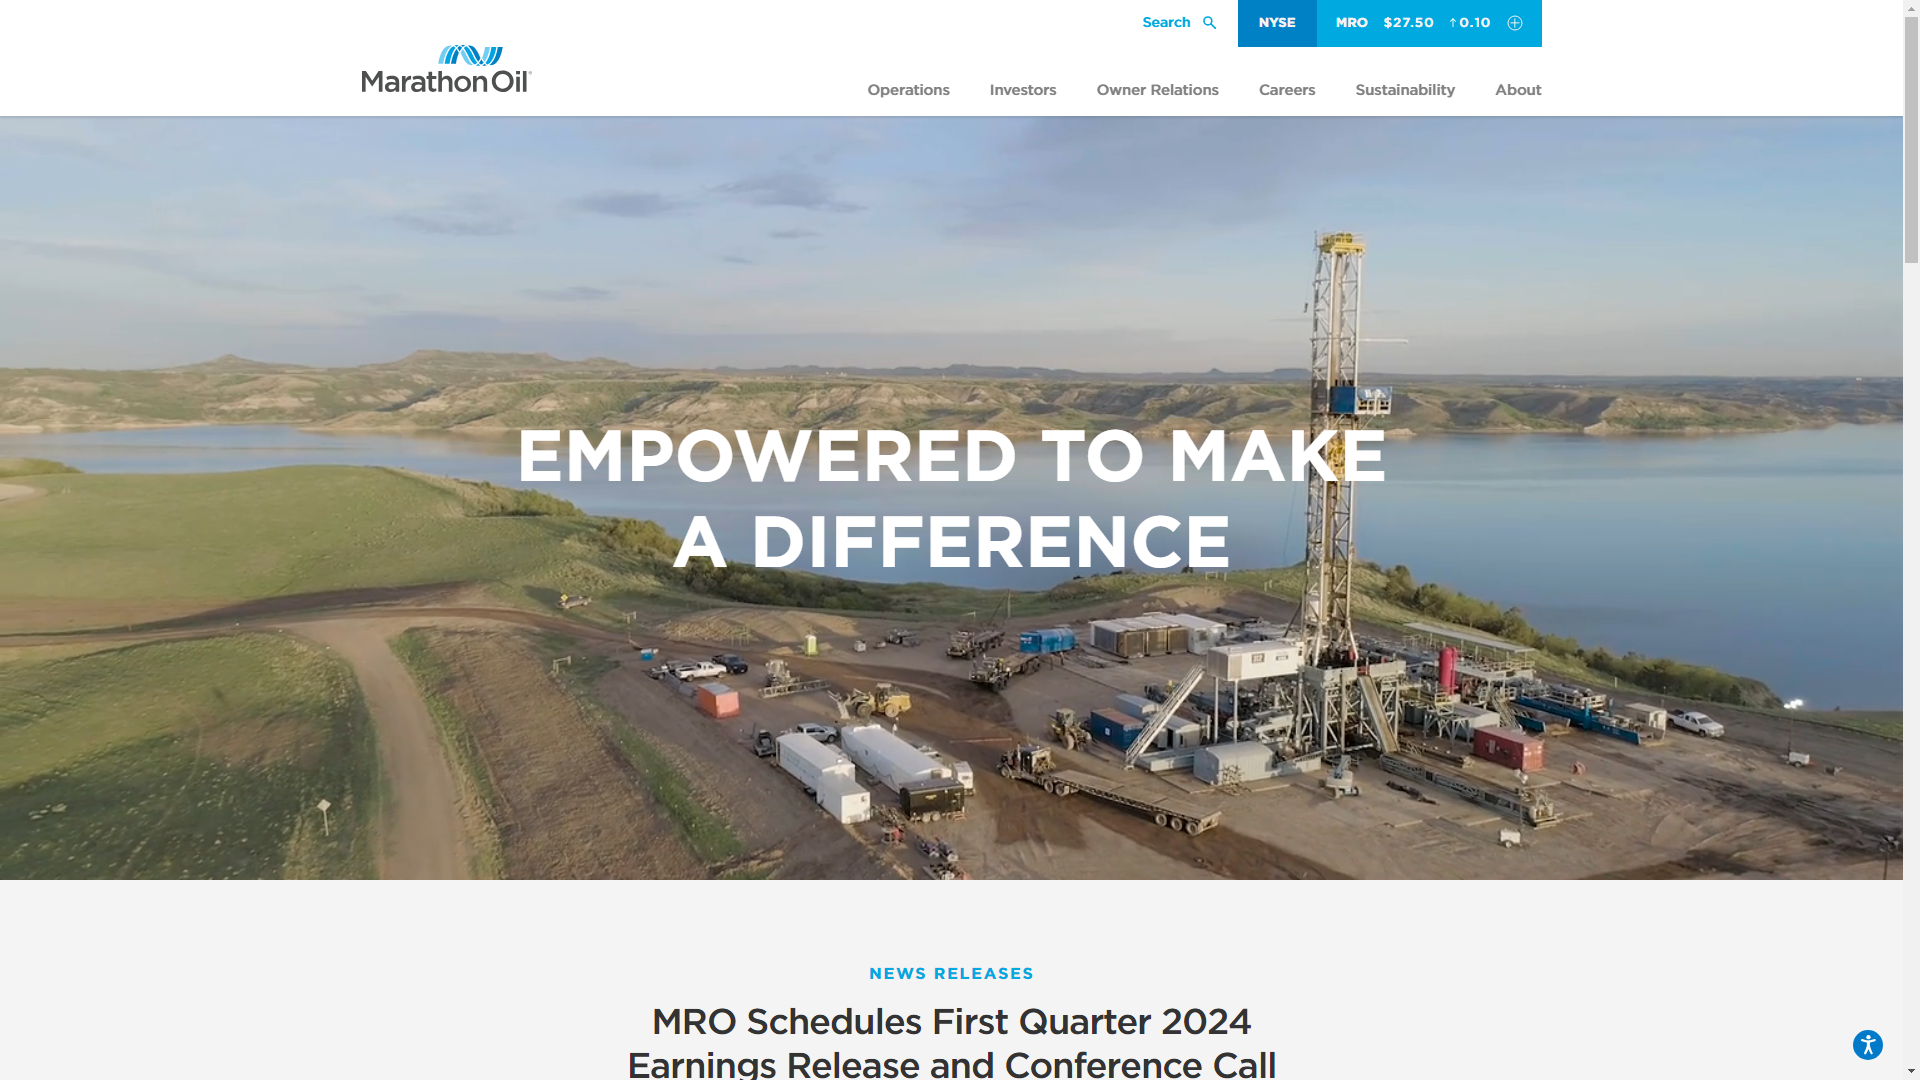 Search
NYSE
MRO $27.50 ↑0.10
Marathon Oil
Operations Investors Owner Relations Careers Sustainability About
EMPOWERED TO MAKE
A DIFFERENCE
NEWS RELEASES
MRO Schedules First Quarter 2024
Earnings Release and Conference Call